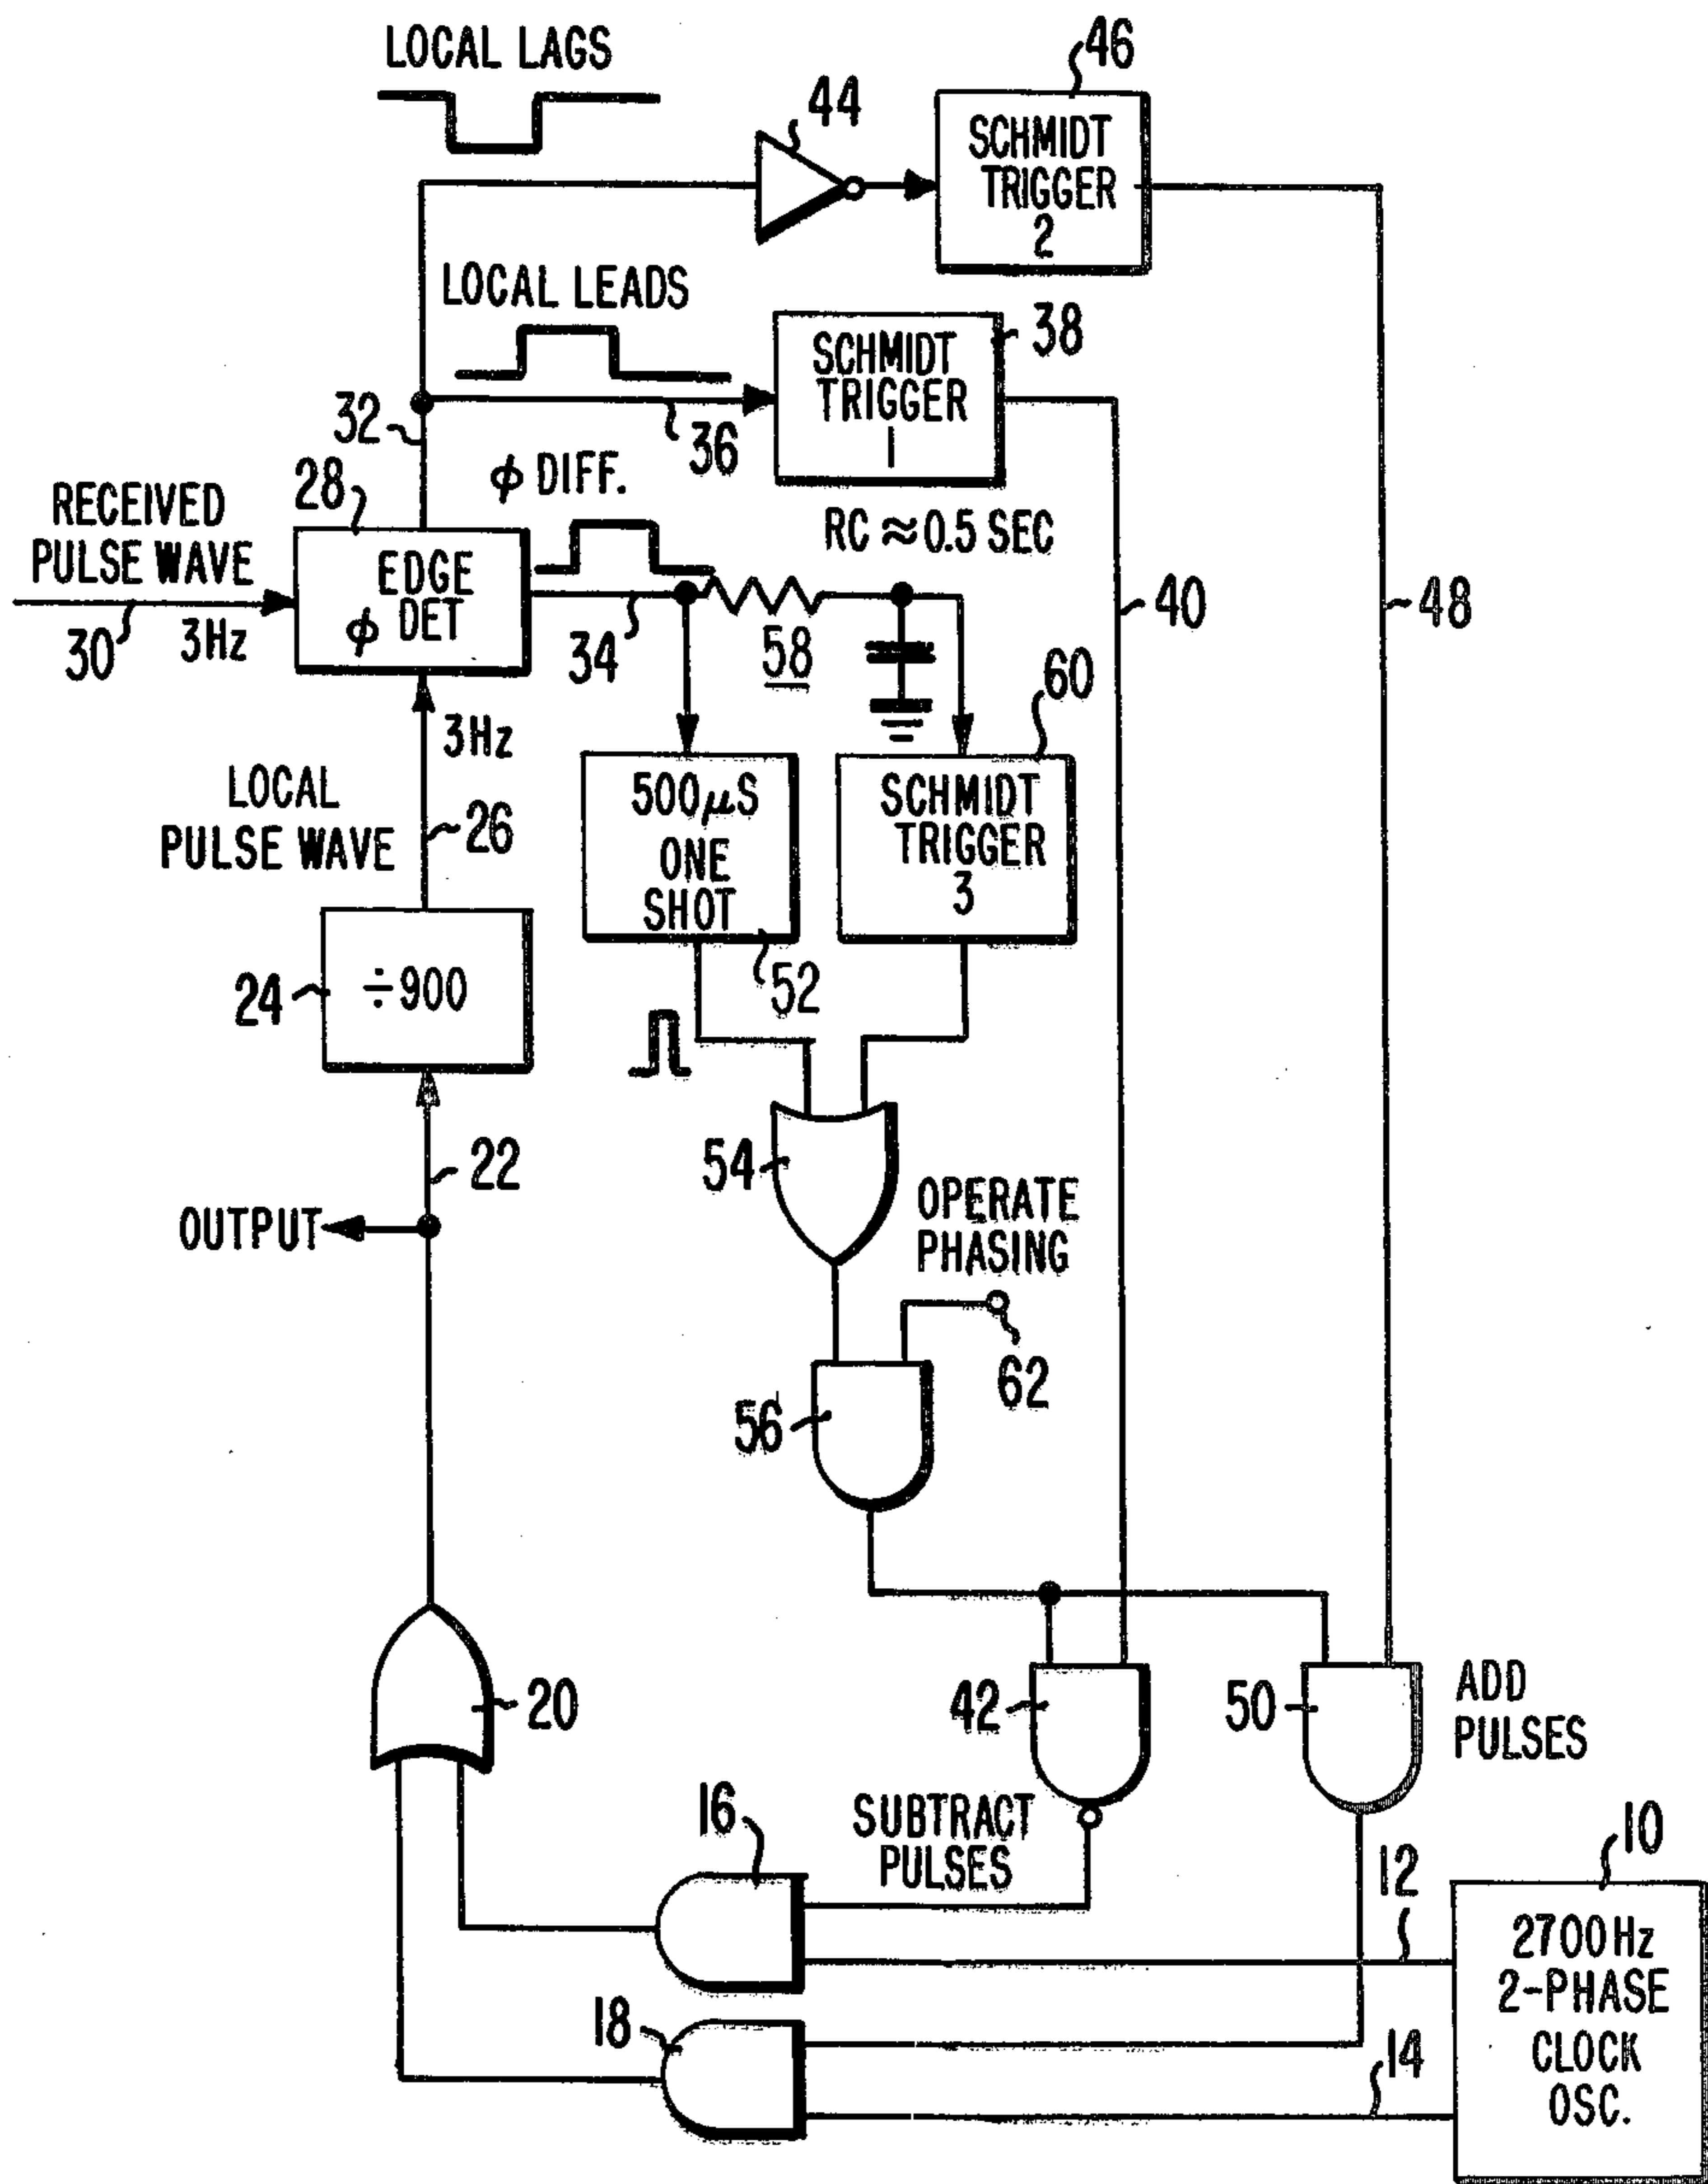 LOCAL LAGS
46
44
SCHMIDT
TRIGGER
2
LOCAL LEADS
38
SCHMIDT
TRIGGER
1
32
36
28
ϕ DIFF.
RECEIVED
PULSE WAVE
30
3Hz
EDGE
ϕ DET
34
RC ≈ 0.5 SEC
58
40
48
60
3Hz
LOCAL
PULSE WAVE
26
500μS
ONE
SHOT
52
SCHMIDT
TRIGGER
3
24
÷900
22
54
OUTPUT
OPERATE
PHASING
62
56
20
42
50
ADD
PULSES
16
SUBTRACT
PULSES
12
10
18
14
2700Hz
2-PHASE
CLOCK
OSC.